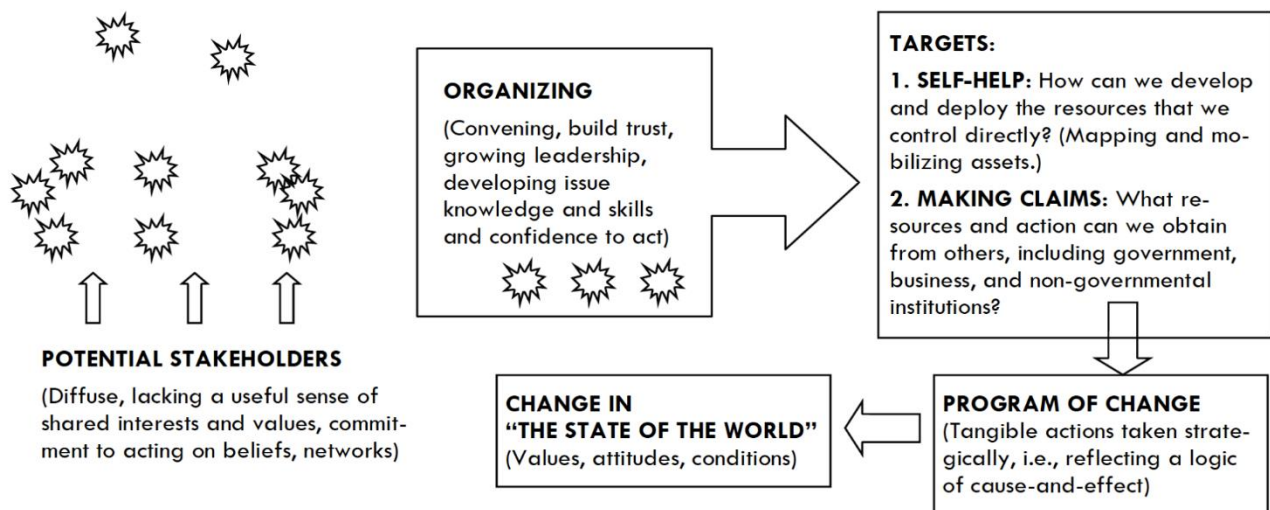 POTENTIAL STAKEHOLDERS
(Diffuse, lacking a useful sense of
shared interests and values, commit-
ment to acting on beliefs, networks)
ORGANIZING
(Convening, build trust,
growing leadership,
developing issue
knowledge and skills
and confidence to act)
TARGETS:
1. SELF-HELP: How can we develop
and deploy the resources that we
control directly? (Mapping and mo-
bilizing assets.)
2. MAKING CLAIMS: What re-
sources and action can we obtain
from others, including government,
business, and non-governmental
institutions?
PROGRAM OF CHANGE
(Tangible actions taken strate-
gically, i.e., reflecting a logic
of cause-and-effect)
CHANGE IN
“THE STATE OF THE WORLD”
(Values, attitudes, conditions)